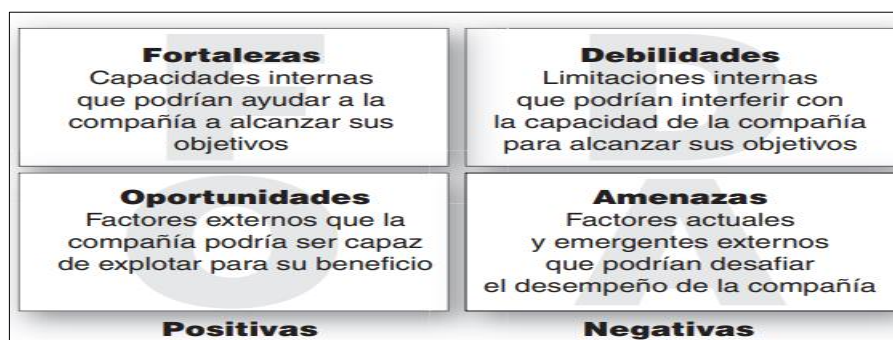 Fortalezas
Capacidades internas
que podrían ayudar a la
compañía a alcanzar sus
objetivos
Debilidades
Limitaciones internas
que podrían interferir con
la capacidad de la compañía
para alcanzar sus objetivos
Oportunidades
Factores externos que la
compañía podría ser capaz
de explotar para su beneficio
Amenazas
Factores actuales
y emergentes externos
que podrían desafiar
el desempeño de la compañía
Positivas
Negativas
F
D
O
A